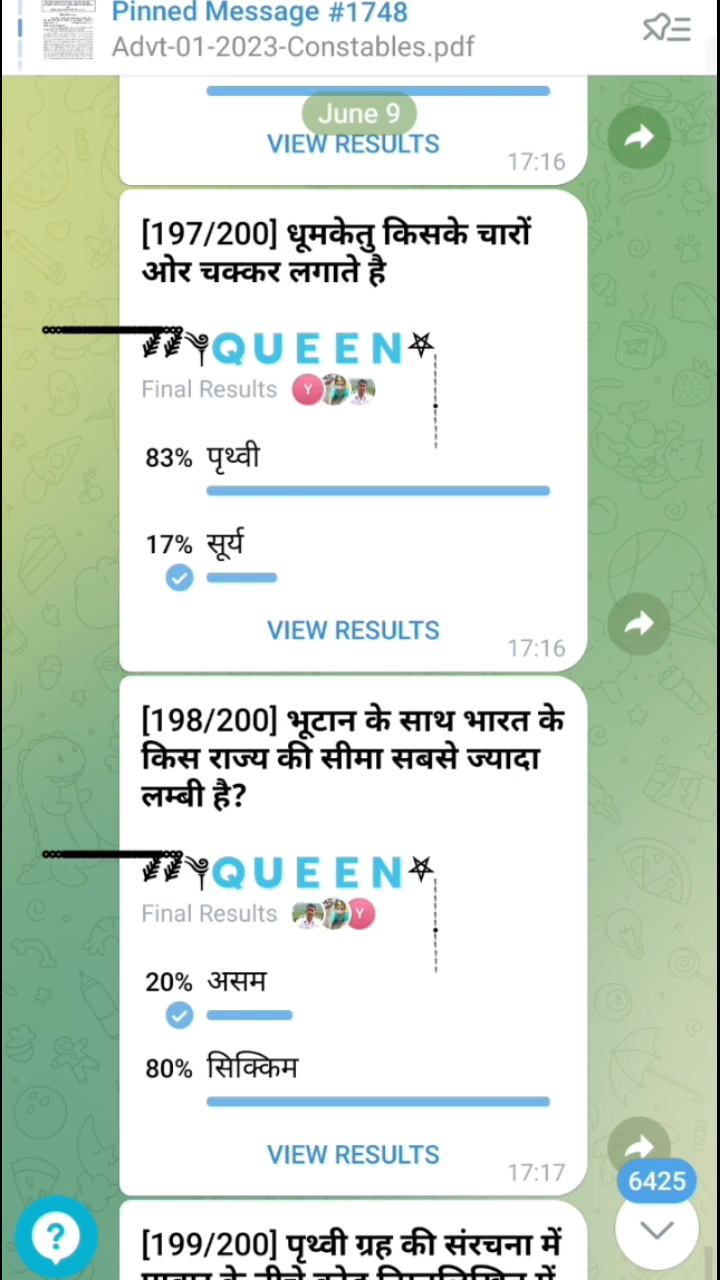 Pinned Message #1748
Advt-01-2023-Constables.pdf
June 9
VIEW RESULTS
17:16
[197/200] धूमकेतु किसके चारों
ओर चक्कर लगाते है
QUEEN
Final Results Y
83% पृथ्वी
17% सूर्य
VIEW RESULTS
17:16
[198/200] भूटान के साथ भारत के
किस राज्य की सीमा सबसे ज्यादा
लम्बी है?
QUEEN
Final Results Y
20% असम
80% सिक्किम
VIEW RESULTS
17:17
6425
?
[199/200] पृथ्वी ग्रह की संरचना में